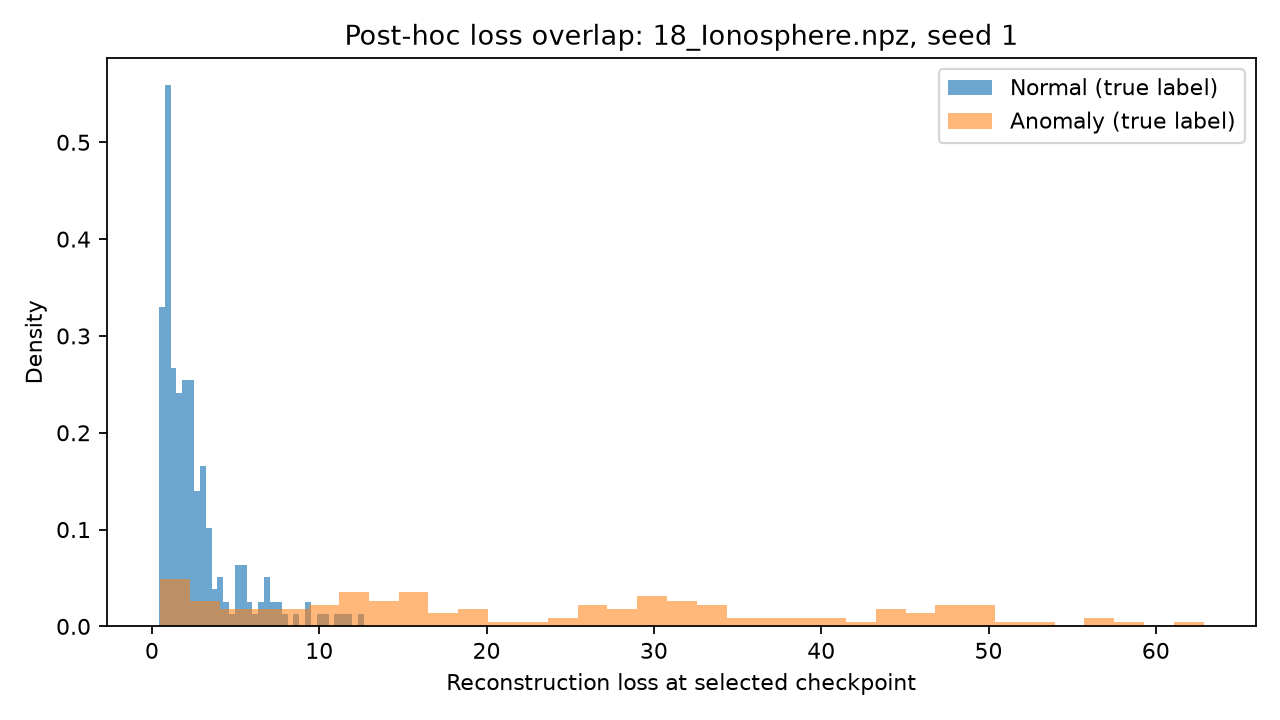 Post-hoc loss overlap: 18_Ionosphere.npz, seed 1
Normal (true label)
Anomaly (true label)
Density
0.5
0.4
0.3
0.2
0.1
0.0
0 10 20 30 40 50 60
Reconstruction loss at selected checkpoint